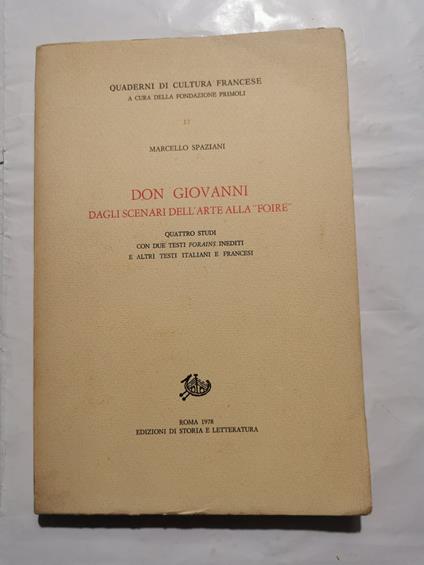 QUADERNI DI CULTURA FRANCESE
A CURA DELLA FONDAZIONE PRIMOLI
MARCELLO SPAZIANI
DON GIOVANNI
DAGLI SCENARI DELL'ARTE ALLA "FOIRE"
QUATTRO STUDI
CON DUE TESTI FORAINS INEDITI
E ALTRI TESTI ITALIANI E FRANCESI
ROMA 1978
EDIZIONI DI STORIA E LETTERATURA